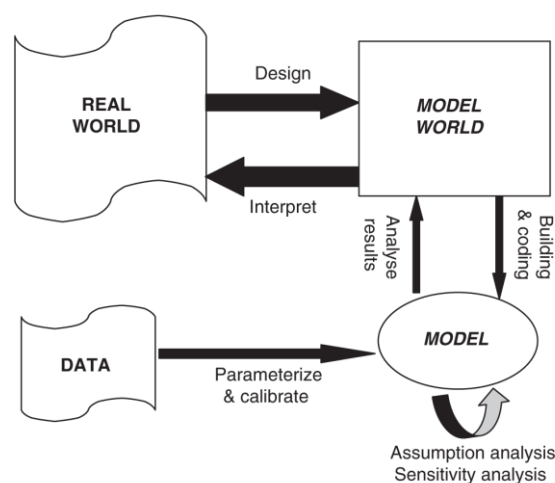 Design
REAL
WORLD
MODEL
WORLD
Interpret
Analyse
results
Building
& coding
DATA
MODEL
Parameterize
& calibrate
Assumption analysis
Sensitivity analysis